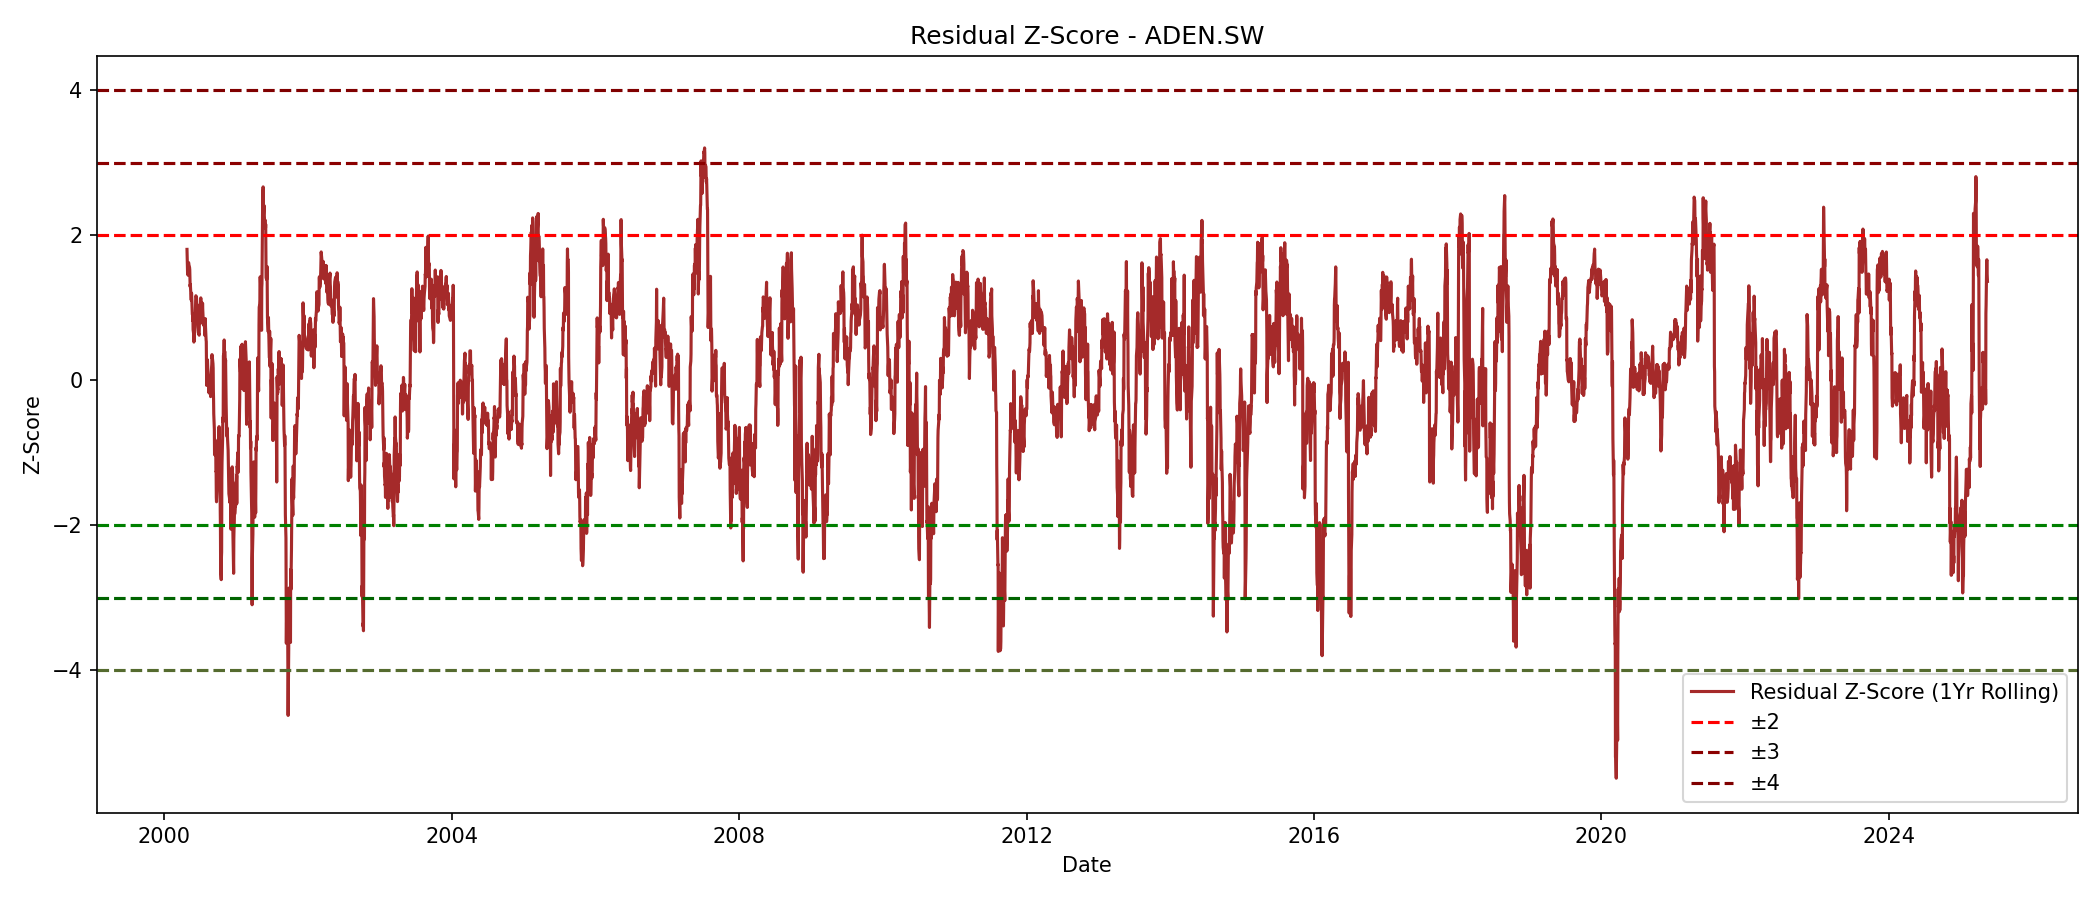 Residual Z-Score - ADEN.SW
Z-Score
4
2
0
−2
−4
Residual Z-Score (1Yr Rolling)
±2
±3
±4
2000 2004 2008 2012 2016 2020 2024
Date